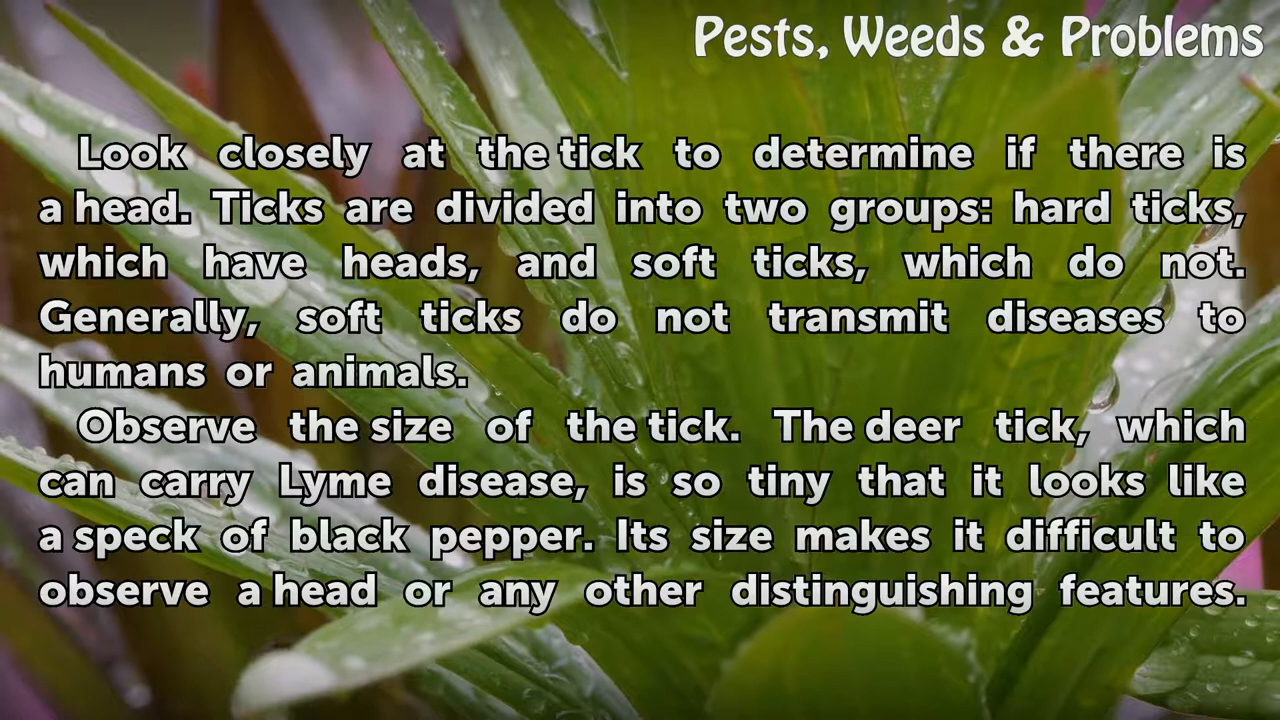 Pests, Weeds & Problems
Look closely at the tick to determine if there is
a head. Ticks are divided into two groups: hard ticks,
which have heads, and soft ticks, which do not.
Generally, soft ticks do not transmit diseases to
humans or animals.
Observe the size of the tick. The deer tick, which
can carry Lyme disease, is so tiny that it looks like
a speck of black pepper. Its size makes it difficult to
observe a head or any other distinguishing features.